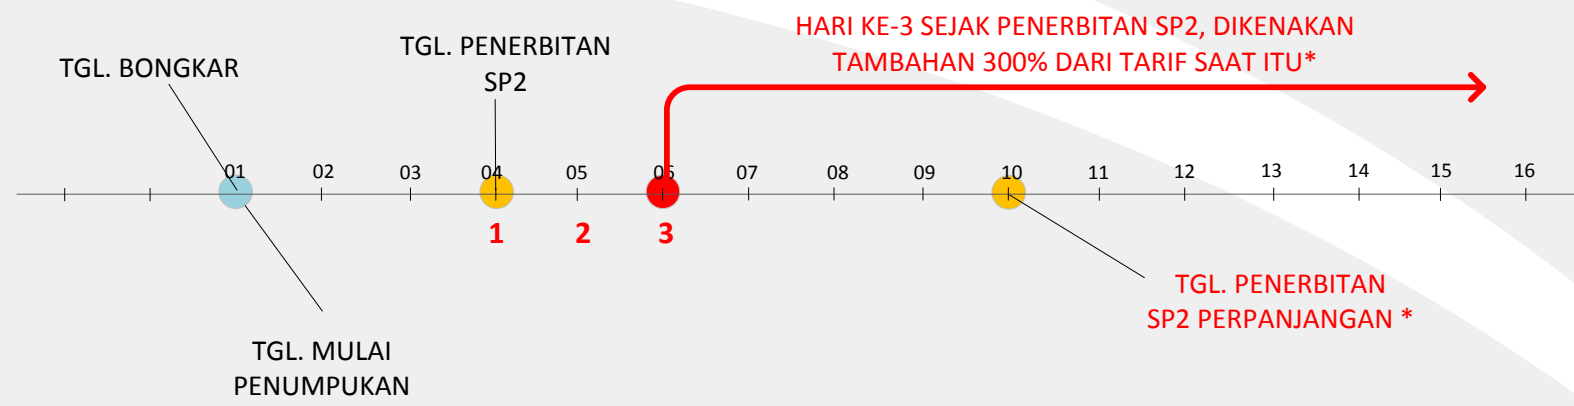 HARI KE-3 SEJAK PENERBITAN SP2, DIKENAKAN
TAMBAHAN 300% DARI TARIF SAAT ITU*
TGL. PENERBITAN
SP2
TGL. BONGKAR
01 02 03 04 05 06 07 08 09 10 11 12 13 14 15 16
1 2 3
TGL. PENERBITAN
SP2 PERPANJANGAN *
TGL. MULAI
PENUMPUKAN